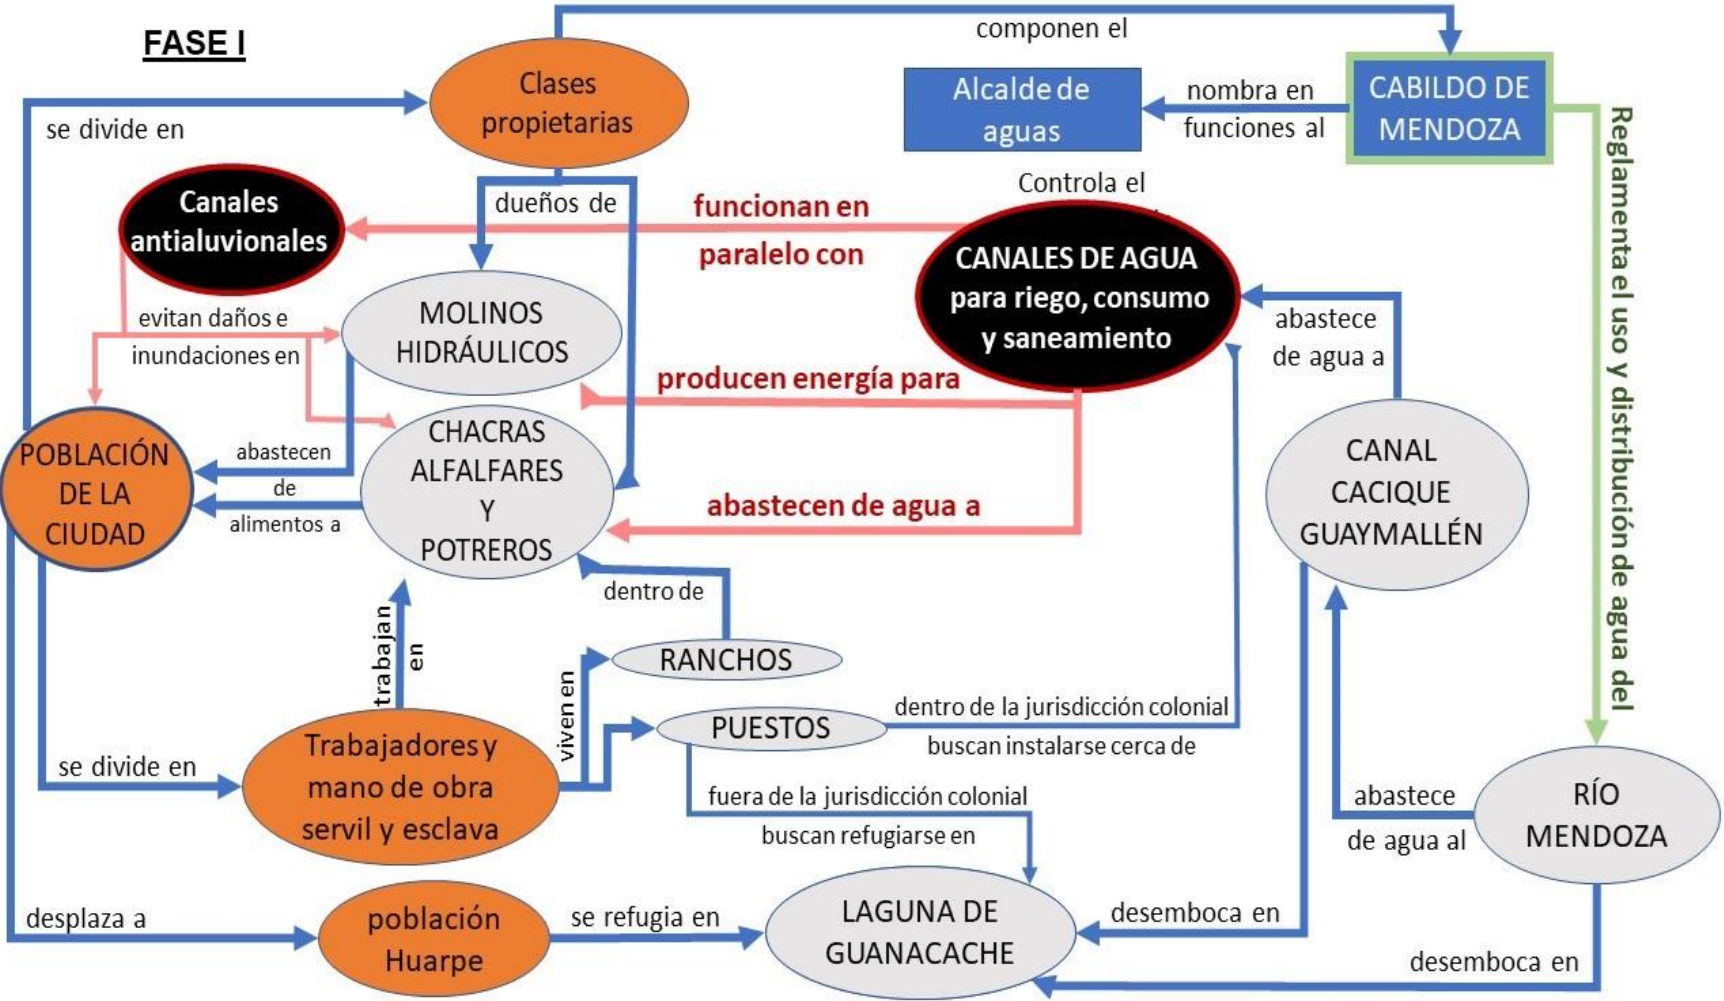 FASE I
componen el
Clases
propietarias
se divide en
Alcalde de
aguas
nombra en
funciones al
CABILDO DE
MENDOZA
Reglamenta el uso y distribución de agua del
Controla el
Canales
antialuvionales
dueños de
funcionan en
paralelo con
CANALES DE AGUA
para riego, consumo
y saneamiento
evitan daños e
inundaciones en
MOLINOS
HIDRÁULICOS
abastece
de agua a
producen energía para
POBLACIÓN
DE LA
CIUDAD
abastecen
de
alimentos a
CHACRAS
ALFALFARES
Y
POTREROS
abastecen de agua a
CANAL
CACIQUE
GUAYMALLÉN
dentro de
trabajan
en
RANCHOS
viven en
PUESTOS
dentro de la jurisdicción colonial
buscan instalarse cerca de
se divide en
Trabajadores y
mano de obra
servil y esclava
fuera de la jurisdicción colonial
buscan refugiarse en
abastece
de agua al
RÍO
MENDOZA
desplaza a
población
Huarpe
se refugia en
LAGUNA DE
GUANACACHE
desemboca en
desemboca en